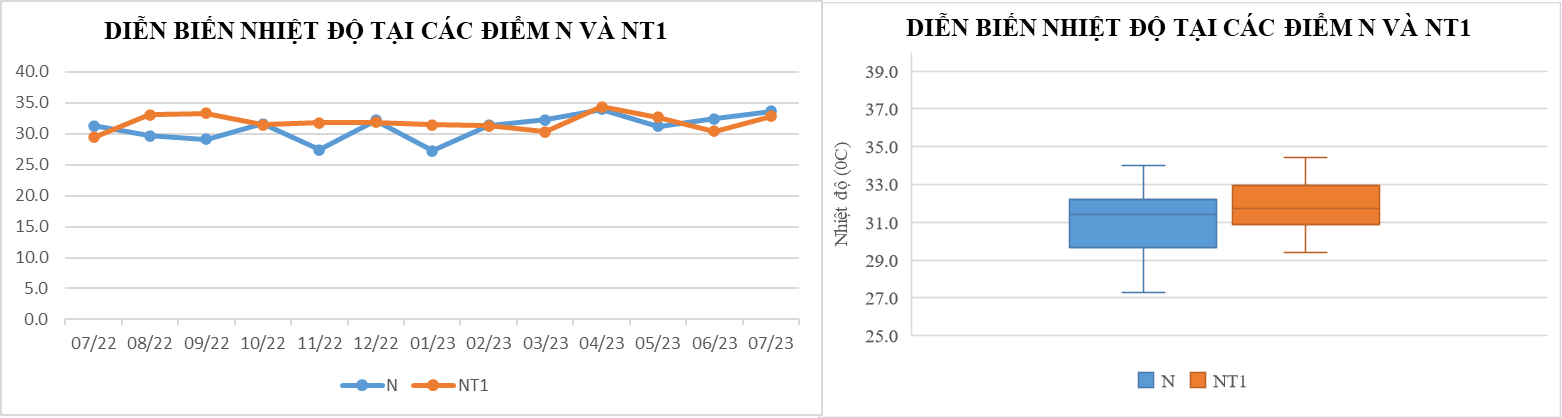 DIỄN BIẾN NHIỆT ĐỘ TẠI CÁC ĐIỂM N VÀ NT1
40.0
35.0
30.0
25.0
20.0
15.0
10.0
5.0
0.0
07/22 08/22 09/22 10/22 11/22 12/22 01/23 02/23 03/23 04/23 05/23 06/23 07/23
N NT1
DIỄN BIẾN NHIỆT ĐỘ TẠI CÁC ĐIỂM N VÀ NT1
Nhiệt độ (0C)
39.0
37.0
35.0
33.0
31.0
29.0
27.0
25.0
N NT1